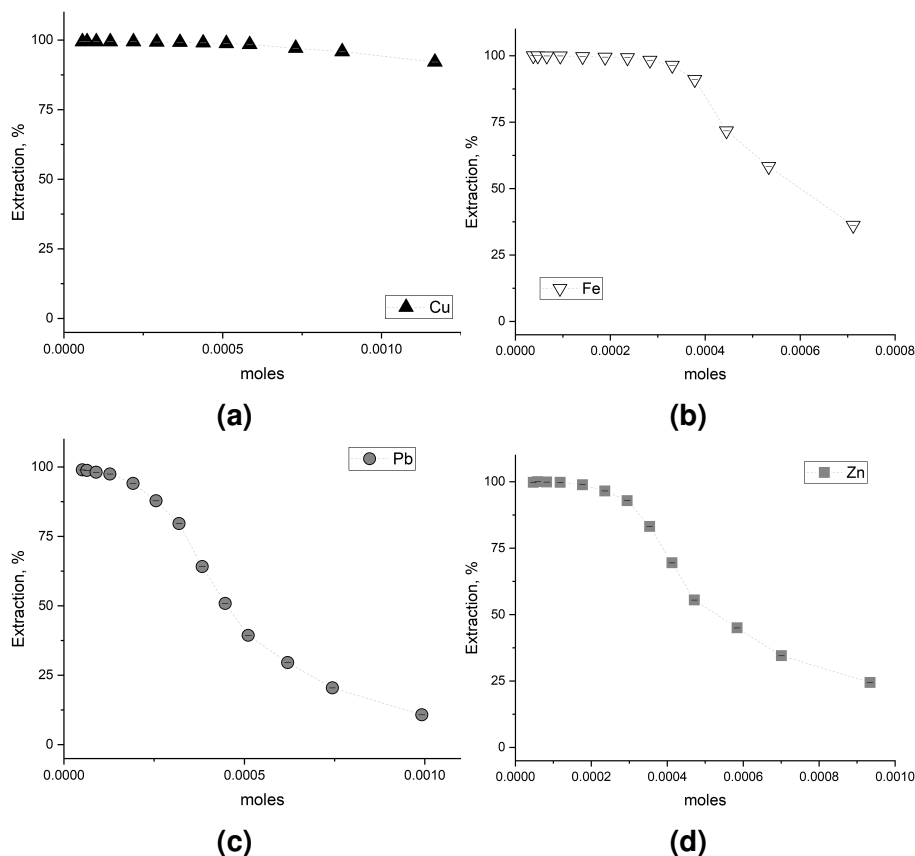 100
75
50
25
0
Extraction, %
Cu
0.0000
0.0005
0.0010
moles
(a)
100
75
50
25
0
Extraction, %
Fe
0.0000
0.0002
0.0004
0.0006
0.0008
moles
(b)
100
75
50
25
0
Extraction, %
Pb
0.0000
0.0005
0.0010
moles
(c)
100
75
50
25
0
Extraction, %
Zn
0.0000
0.0002
0.0004
0.0006
0.0008
0.0010
moles
(d)